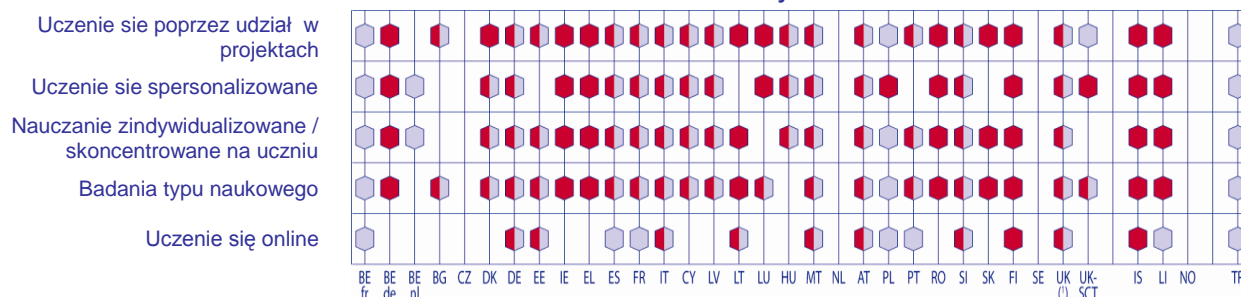 Uczenie sie poprzez udział w
projektach
Uczenie sie spersonalizowane
Nauczanie zindywidualizowane /
skoncentrowane na uczniu
Badania typu naukowego
Uczenie się online
BE BE BE BG CZ DK DE EE IE EL ES FR IT CY LV LT LU HU MT NL AT PL PT RO SI SK FI SE UK UK- IS LI NO TR
fr de nl (¹) SCT